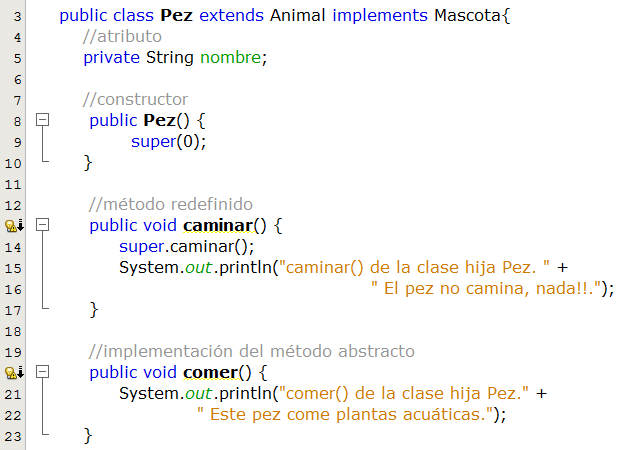 3 public class Pez extends Animal implements Mascota{
4 //atributo
5 private String nombre;
6
7 //constructor
8 public Pez() {
9 super(0);
10 }
11
12 //método redefinido
public void caminar() {
14 super.caminar();
15 System.out.println("caminar() de la clase hija Pez. " +
16 " El pez no camina, nada!!.");
17 }
18
19 //implementación del método abstracto
public void comer() {
21 System.out.println("comer() de la clase hija Pez." +
22 " Este pez come plantas acuáticas.");
23 }